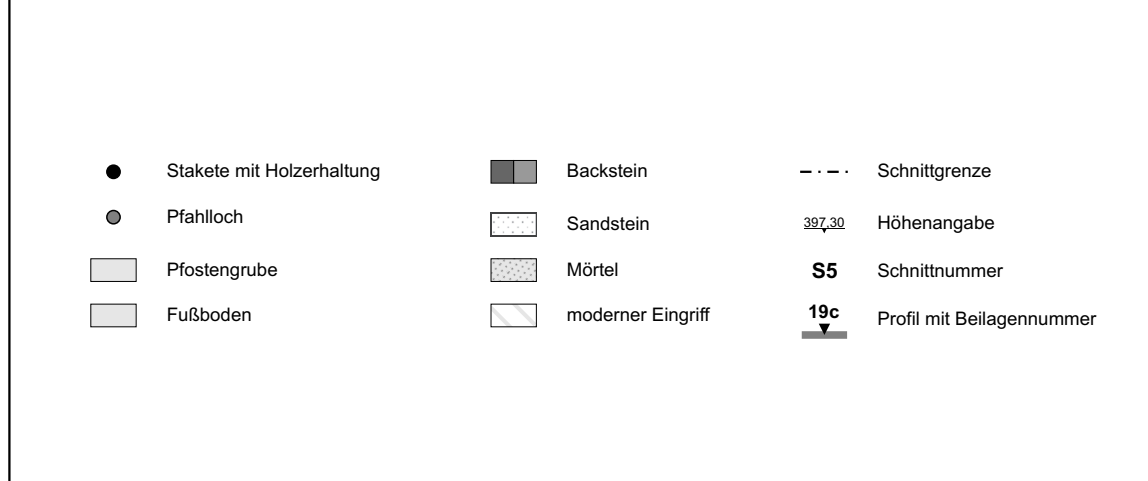 Stakete mit Holzerhaltung
Pfahlloch
Pfostengrube
Fußboden
Backstein
Sandstein
Mörtel
moderner Eingriff
Schnittgrenze
397,30 Höhenangabe
S5 Schnittnummer
19c Profil mit Beilagennummer